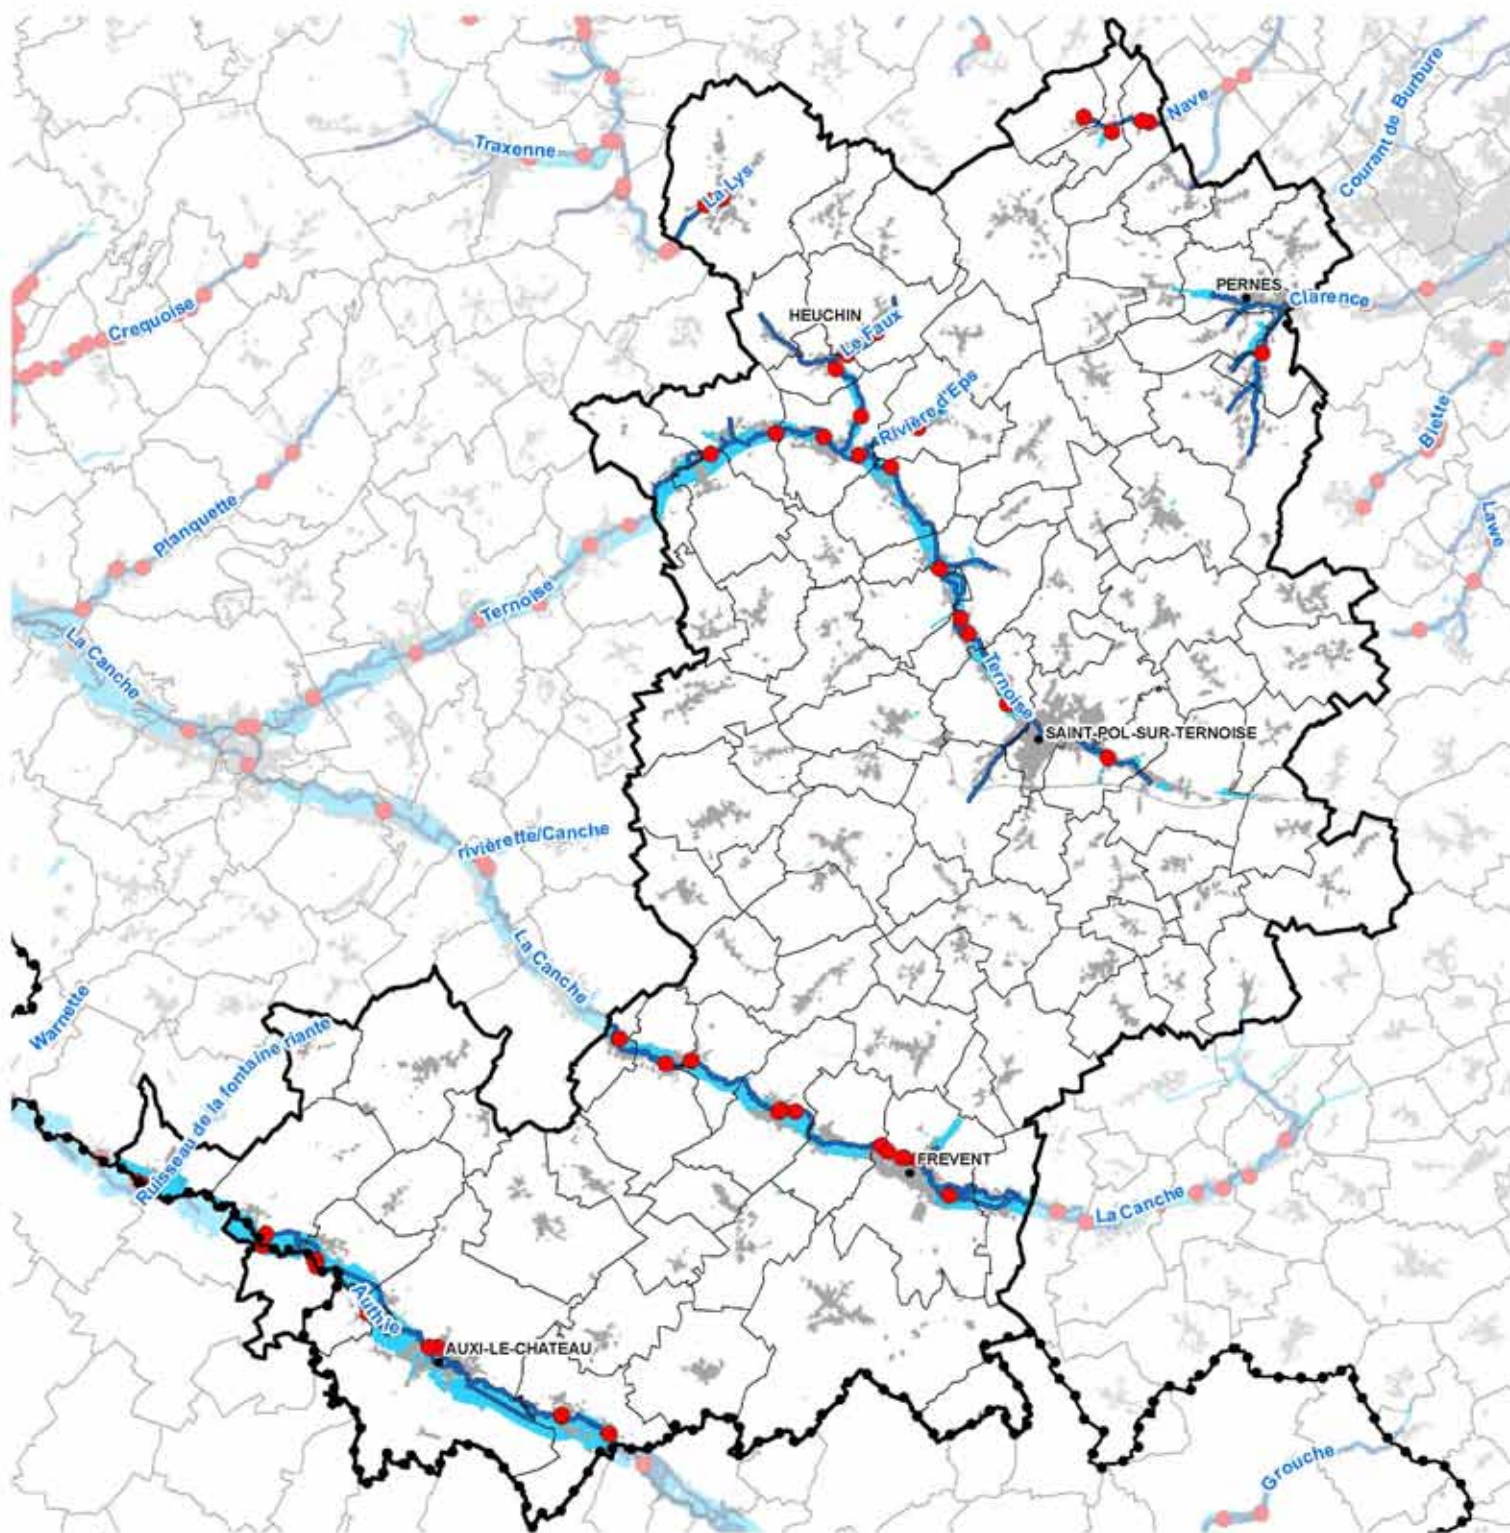 Courant de Burbure
Nave
Traxenne
La Lys
PERNES
Clarence
Crequoise
HEUCHIN
Le Faux
Rivière d'Eps
Blette
Planquette
Lawe
Ternoise
La Canche
Ternoise
SAINT-POL-SUR-TERNOISE
rivièrette/Canche
La Canche
Warnette
Ruisseau de la fontaine riante
FREVENT
La Canche
Authie
AUXI-LE-CHATEAU
Grouche